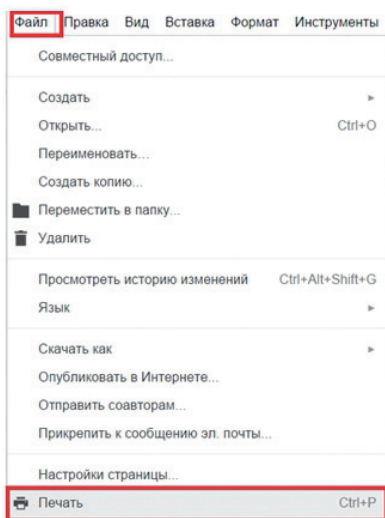 Файл Правка Вид Вставка Формат Инструменты
Совместный доступ...
Создать
Открыть... Ctrl+O
Переименовать...
Создать копию...
Переместить в папку...
Удалить
Просмотреть историю изменений Ctrl+Alt+Shift+G
Язык
Скачать как
Опубликовать в Интернете...
Отправить соавторам...
Прикрепить к сообщению эл. почты...
Настройки страницы...
Печать Ctrl+P